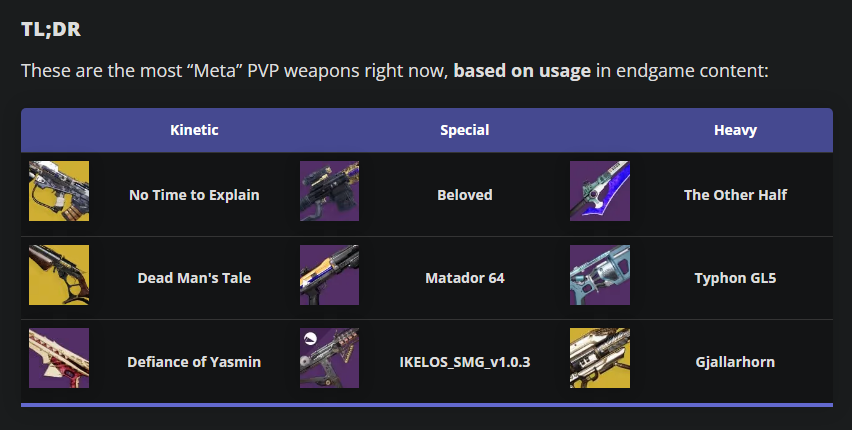 TL;DR
These are the most “Meta” PVP weapons right now, based on usage in endgame content:
Kinetic Special Heavy
No Time to Explain Beloved The Other Half
Dead Man's Tale Matador 64 Typhon GL5
Defiance of Yasmin IKELOS_SMG_v1.0.3 Gjallarhorn